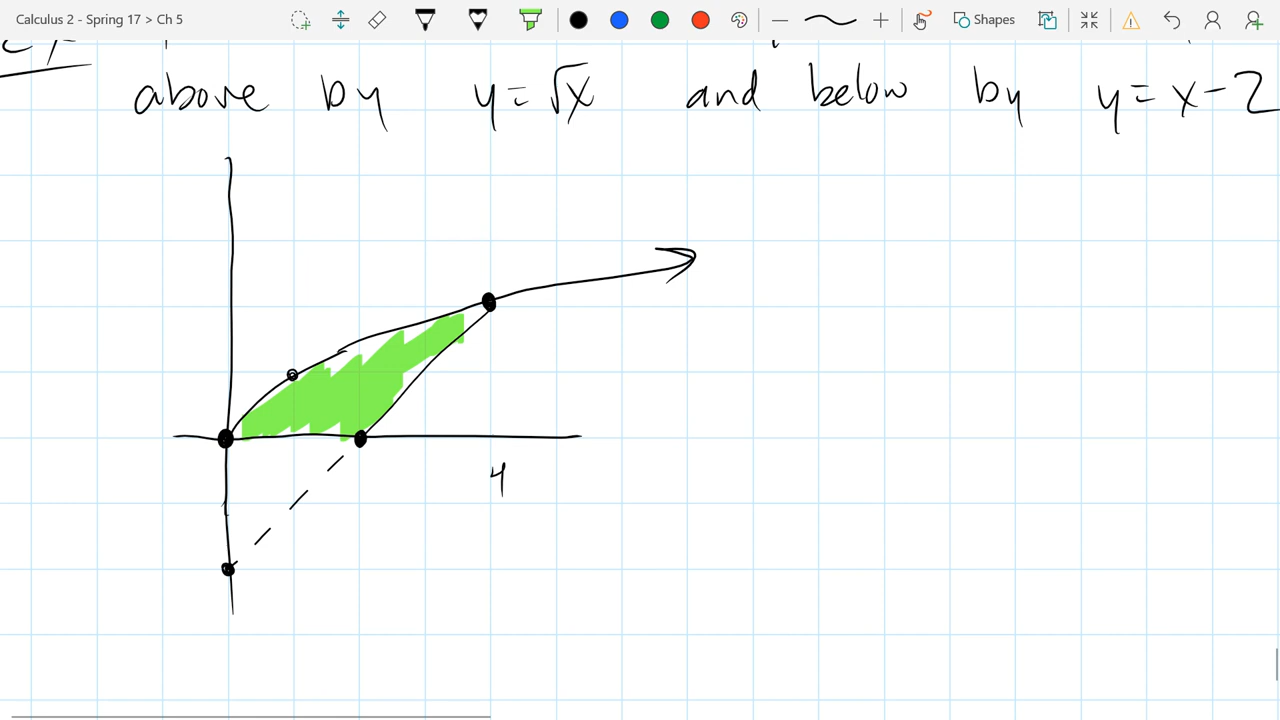 Calculus 2 - Spring 17 > Ch 5
Shapes
above by y = √x and below by y = x - 2
4